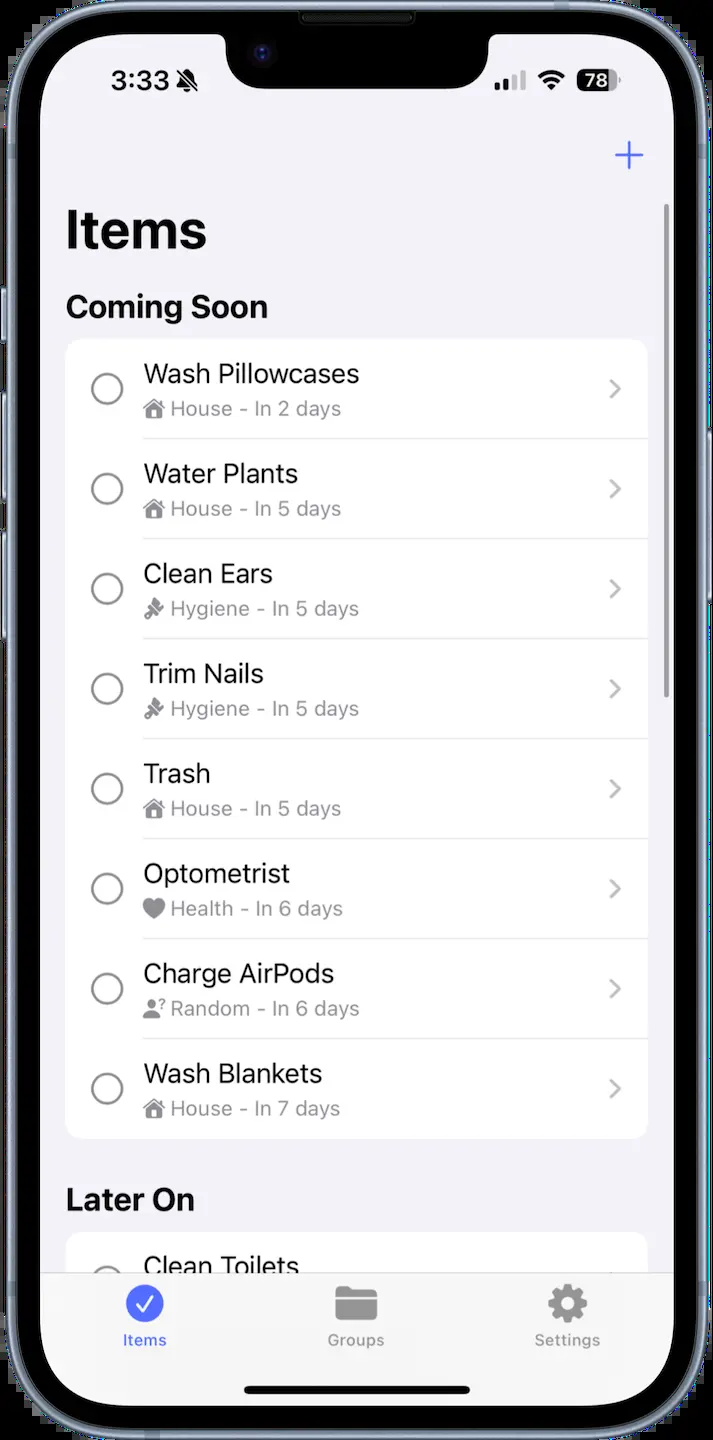 3:33
78
Items
Coming Soon
Wash Pillowcases
House - In 2 days
Water Plants
House - In 5 days
Clean Ears
Hygiene - In 5 days
Trim Nails
Hygiene - In 5 days
Trash
House - In 5 days
Optometrist
Health - In 6 days
Charge AirPods
Random - In 6 days
Wash Blankets
House - In 7 days
Later On
Clean Toilets
Items
Groups
Settings